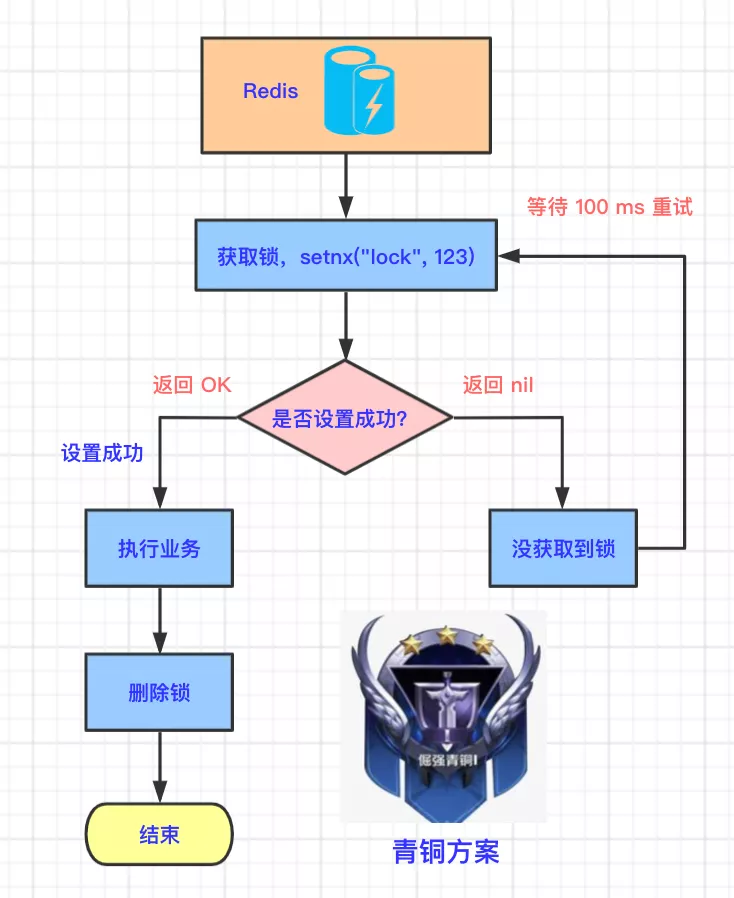 Redis
等待 100 ms 重试
获取锁，setnx("lock", 123)
返回 OK
返回 nil
是否设置成功?
设置成功
执行业务
没获取到锁
删除锁
倔强青铜I
结束
青铜方案